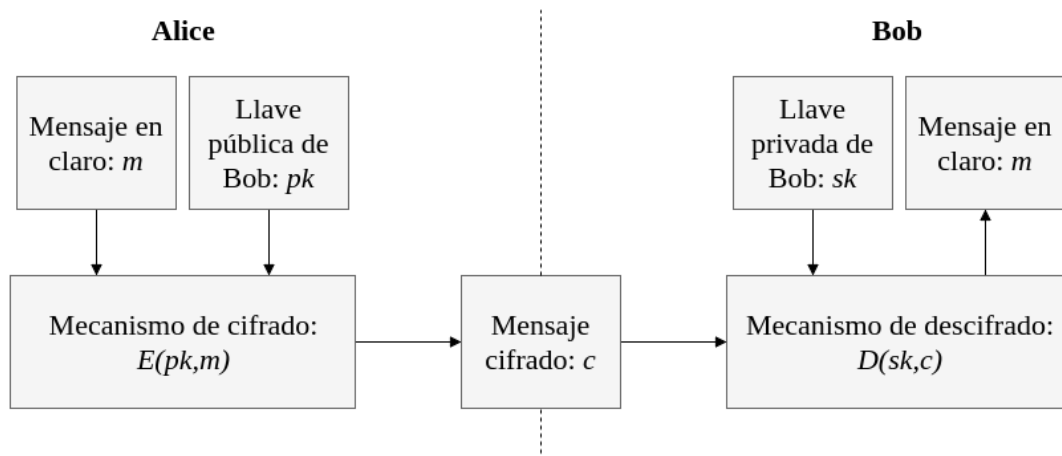 Alice
Bob
Mensaje en
claro: m
Llave
pública de
Bob: pk
Llave
privada de
Bob: sk
Mensaje en
claro: m
Mecanismo de cifrado:
E(pk,m)
Mensaje
cifrado: c
Mecanismo de descifrado:
D(sk,c)